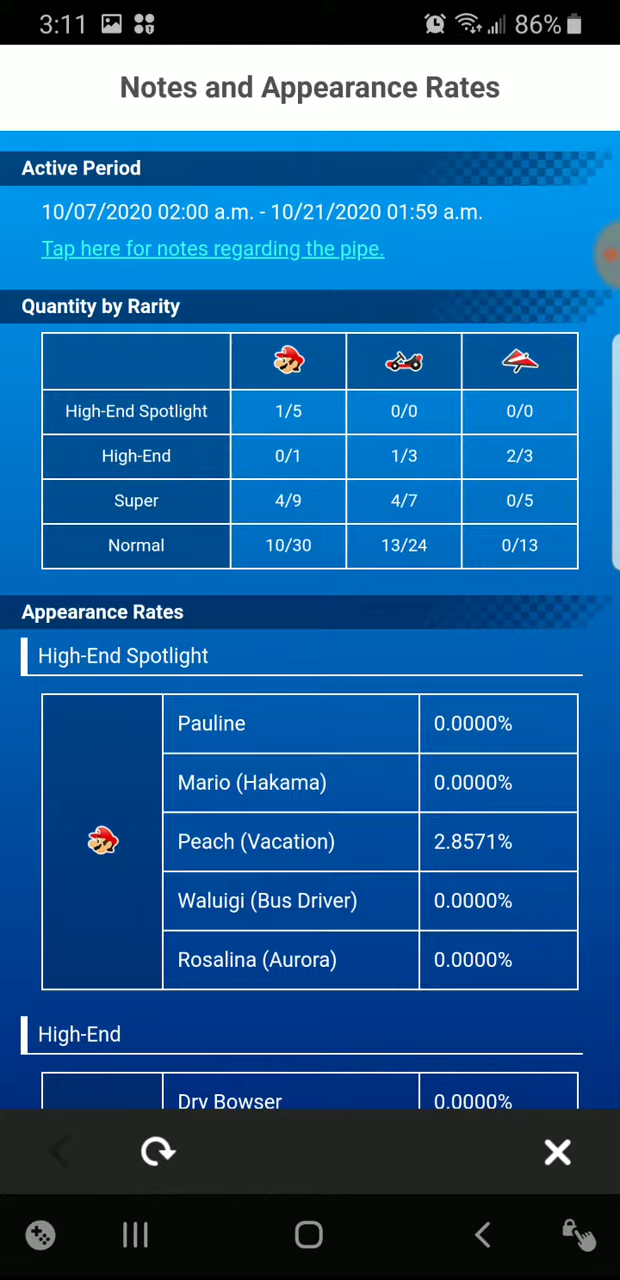 3:11 86%
Notes and Appearance Rates
Active Period
10/07/2020 02:00 a.m. - 10/21/2020 01:59 a.m.
Tap here for notes regarding the pipe.
Quantity by Rarity
High-End Spotlight 1/5 0/0 0/0
High-End 0/1 1/3 2/3
Super 4/9 4/7 0/5
Normal 10/30 13/24 0/13
Appearance Rates
High-End Spotlight
Pauline 0.0000%
Mario (Hakama) 0.0000%
Peach (Vacation) 2.8571%
Waluigi (Bus Driver) 0.0000%
Rosalina (Aurora) 0.0000%
High-End
Dry Bowser 0.0000%